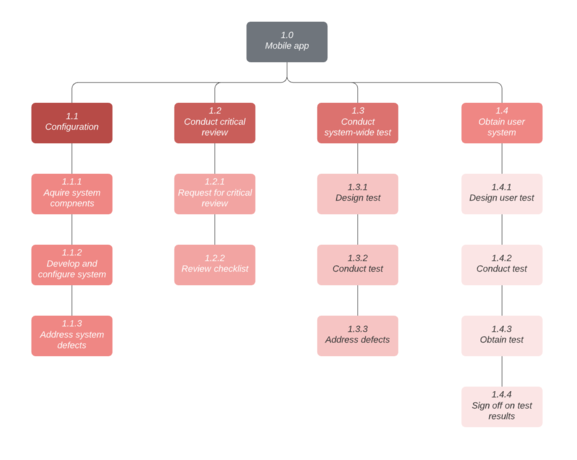 1.0
Mobile app
1.1
Configuration
1.2
Conduct critical
review
1.3
Conduct
system-wide test
1.4
Obtain user
system
1.1.1
Aquire system
compnents
1.2.1
Request for critical
review
1.3.1
Design test
1.4.1
Design user test
1.1.2
Develop and
configure system
1.2.2
Review checklist
1.3.2
Conduct test
1.4.2
Conduct test
1.1.3
Address system
defects
1.3.3
Address defects
1.4.3
Obtain test
1.4.4
Sign off on test
results